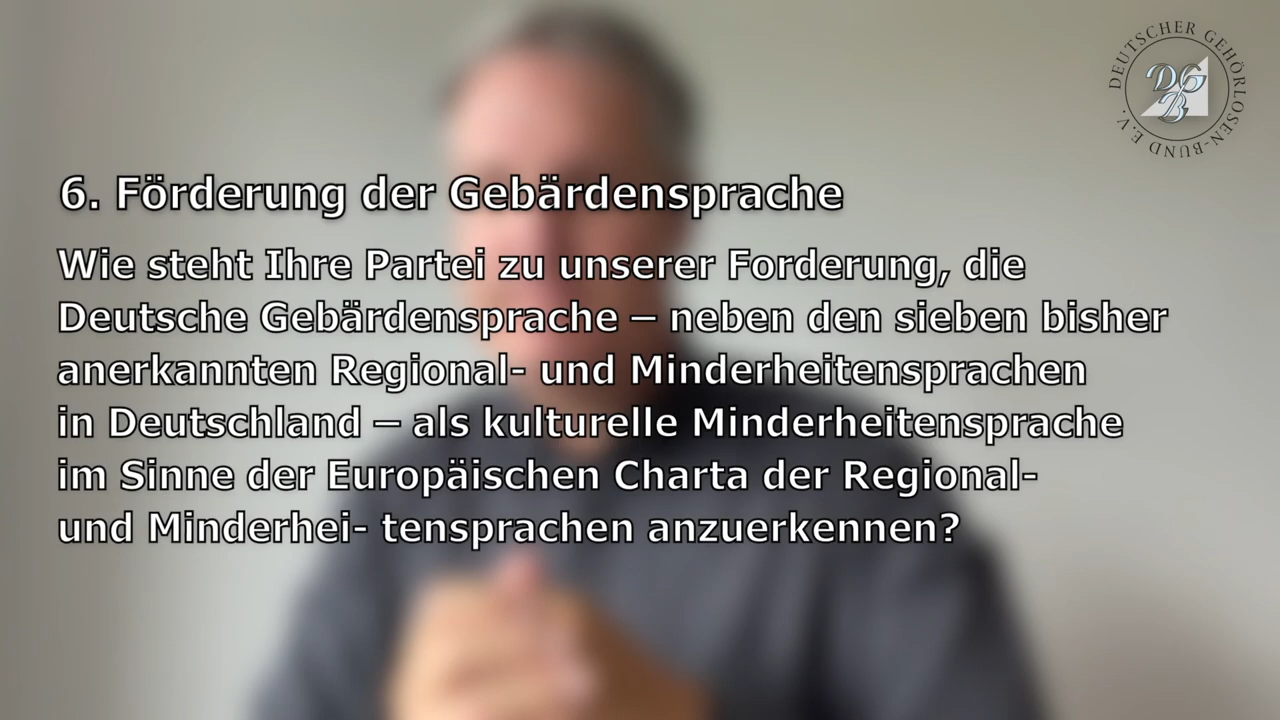 DEUTSCHER GEHÖRLOSEN-BUND E.V.
DGB
6. Förderung der Gebärdensprache
Wie steht Ihre Partei zu unserer Forderung, die
Deutsche Gebärdensprache – neben den sieben bisher
anerkannten Regional- und Minderheitensprachen
in Deutschland – als kulturelle Minderheitensprache
im Sinne der Europäischen Charta der Regional-
und Minderhei- tensprachen anzuerkennen?